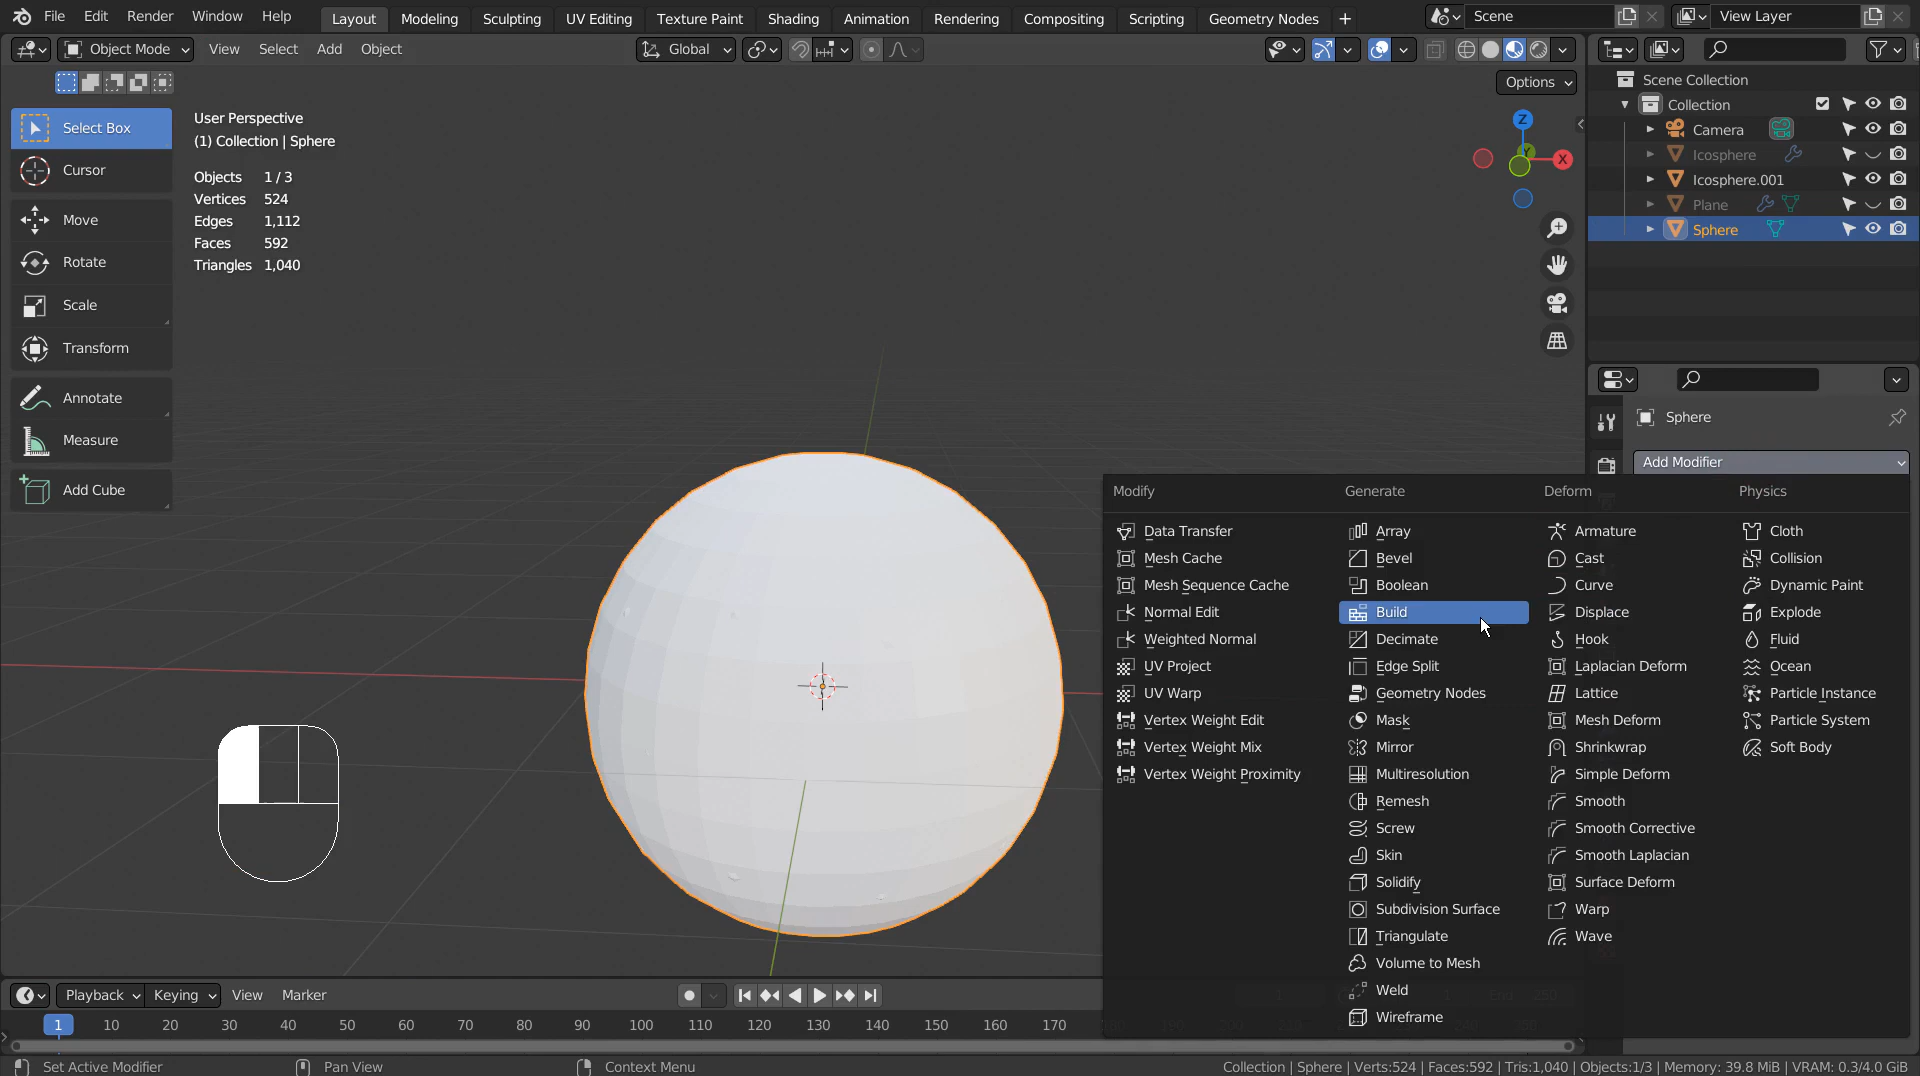 File Edit Render Window Help Layout Modeling Sculpting UV Editing Texture Paint Shading Animation Rendering Compositing Scripting Geometry Nodes + Scene View Layer
Object Mode View Select Add Object Global
Options
Select Box
Cursor
Move
Rotate
Scale
Transform
Annotate
Measure
Add Cube
User Perspective
(1) Collection | Sphere
Objects 1 / 3
Vertices 524
Edges 1,112
Faces 592
Triangles 1,040
Z
Y
X
Scene Collection
Collection
Camera
Icosphere
Icosphere.001
Plane
Sphere
Sphere
Add Modifier
Modify
Data Transfer
Mesh Cache
Mesh Sequence Cache
Normal Edit
Weighted Normal
UV Project
UV Warp
Vertex Weight Edit
Vertex Weight Mix
Vertex Weight Proximity
Generate
Array
Bevel
Boolean
Build
Decimate
Edge Split
Geometry Nodes
Mask
Mirror
Multiresolution
Remesh
Screw
Skin
Solidify
Subdivision Surface
Triangulate
Volume to Mesh
Weld
Wireframe
Deform
Armature
Cast
Curve
Displace
Hook
Laplacian Deform
Lattice
Mesh Deform
Shrinkwrap
Simple Deform
Smooth
Smooth Corrective
Smooth Laplacian
Surface Deform
Warp
Wave
Physics
Cloth
Collision
Dynamic Paint
Explode
Fluid
Ocean
Particle Instance
Particle System
Soft Body
Playback Keying View Marker
1 10 20 30 40 50 60 70 80 90 100 110 120 130 140 150 160 170
Set Active Modifier Pan View Context Menu Collection | Sphere | Verts:524 | Faces:592 | Tris:1,040 | Objects:1/3 | Memory: 39.8 MiB | VRAM: 0.3/4.0 GiB